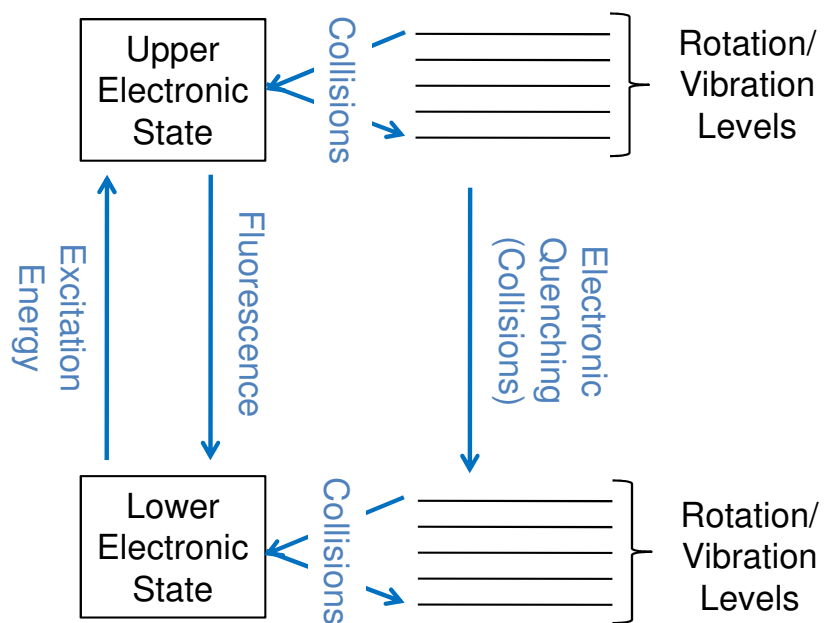 Upper
Electronic
State
Collisions
Rotation/
Vibration
Levels
Excitation
Energy
Fluorescence
Electronic
Quenching
(Collisions)
Lower
Electronic
State
Collisions
Rotation/
Vibration
Levels